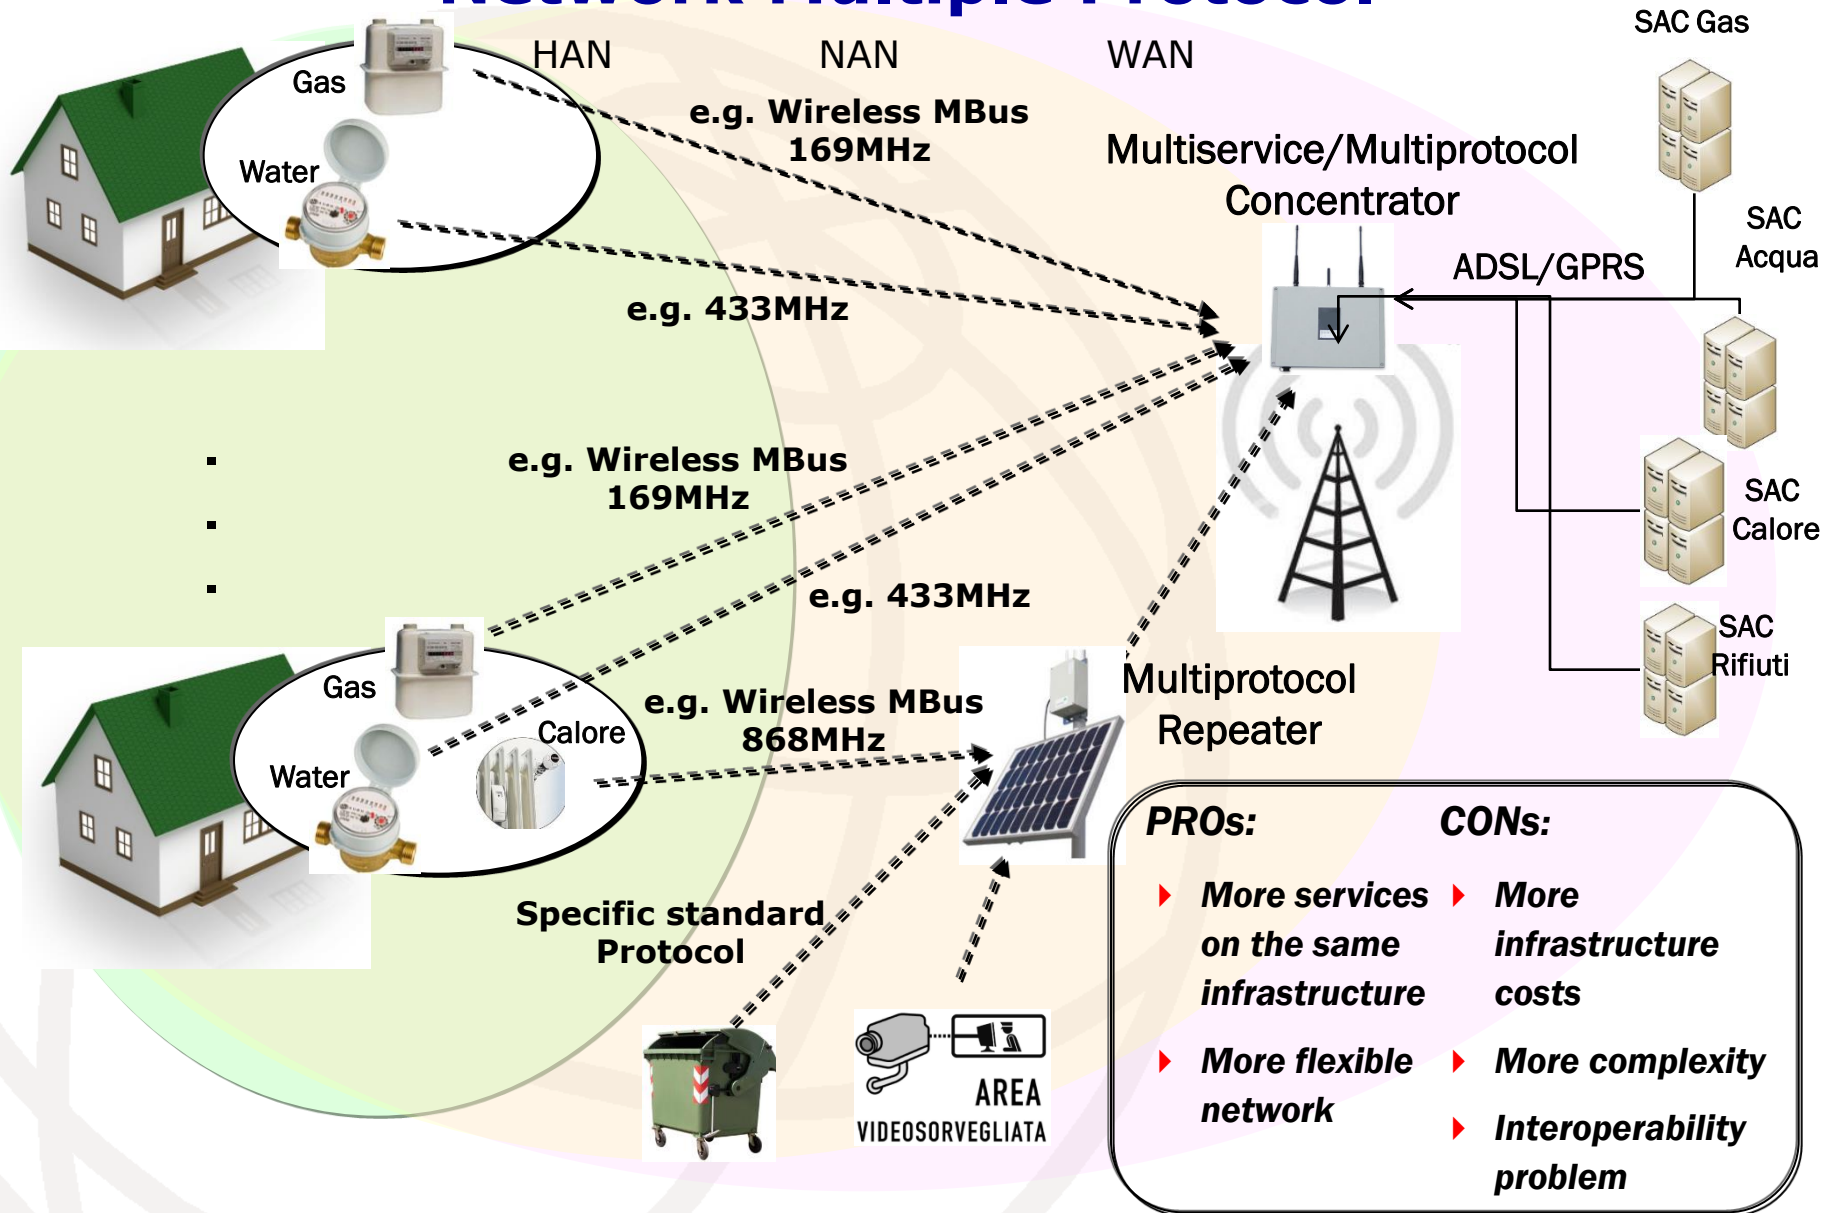 Network Multiple Protocol
HAN
NAN
WAN
SAC Gas
Gas
Water
e.g. Wireless MBus
169MHz
Multiservice/Multiprotocol
Concentrator
SAC
Acqua
ADSL/GPRS
e.g. 433MHz
e.g. Wireless MBus
169MHz
SAC
Calore
e.g. 433MHz
SAC
Rifiuti
Gas
Calore
Water
e.g. Wireless MBus
868MHz
Multiprotocol
Repeater
Specific standard
Protocol
AREA
VIDEOSORVEGLIATA
PROs:
More services
on the same
infrastructure
More flexible
network
CONs:
More
infrastructure
costs
More complexity
Interoperability
problem